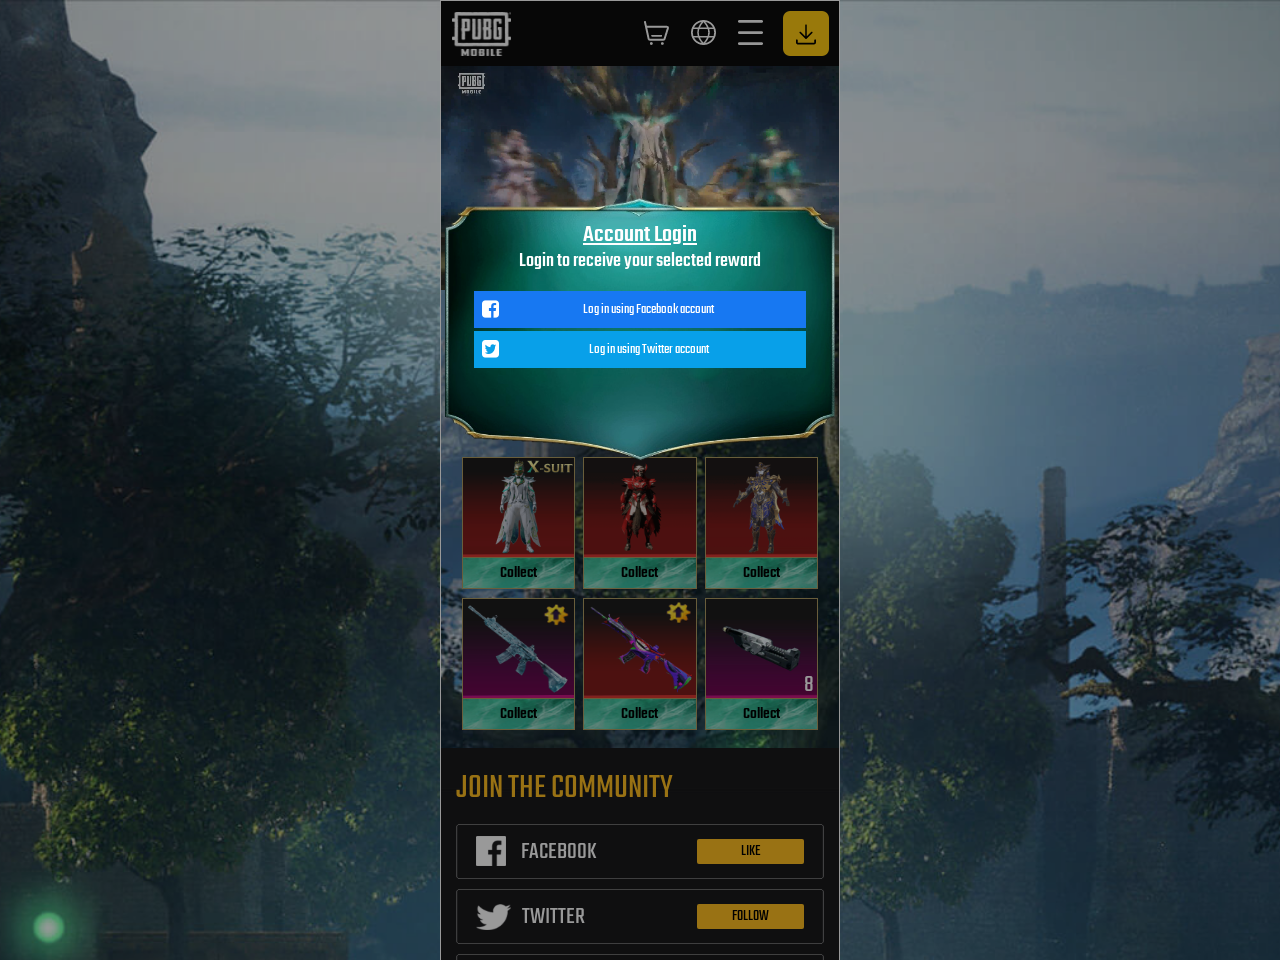 PUBG
MOBILE
PUBG
MOBILE
Account Login
Login to receive your selected reward
Log in using Facebook account
Log in using Twitter account
X-SUIT
Collect
Collect
Collect
8
Collect
Collect
Collect
JOIN THE COMMUNITY
FACEBOOK
LIKE
TWITTER
FOLLOW